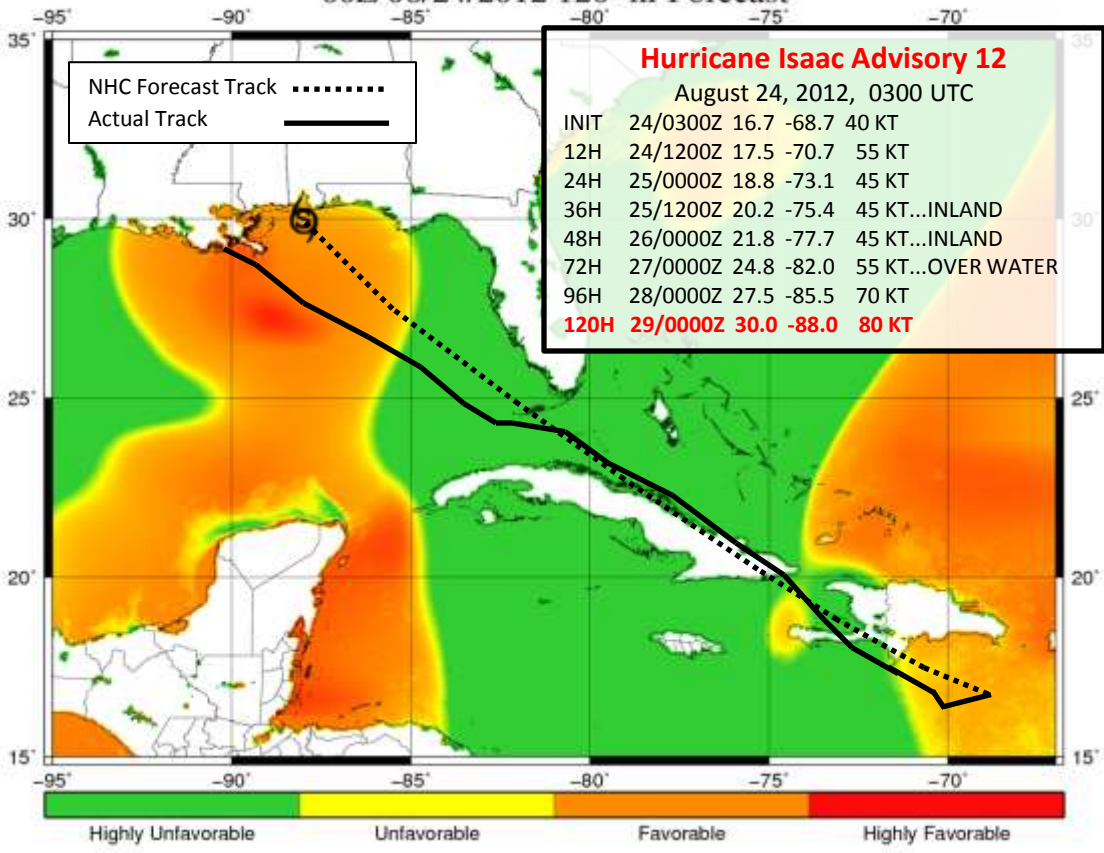 −95° −90° −85° −80° −75° −70°
35° 35°
Hurricane Isaac Advisory 12
August 24, 2012, 0300 UTC
INIT 24/0300Z 16.7 -68.7 40 KT
12H 24/1200Z 17.5 -70.7 55 KT
24H 25/0000Z 18.8 -73.1 45 KT
36H 25/1200Z 20.2 -75.4 45 KT...INLAND
48H 26/0000Z 21.8 -77.7 45 KT...INLAND
72H 27/0000Z 24.8 -82.0 55 KT...OVER WATER
96H 28/0000Z 27.5 -85.5 70 KT
120H 29/0000Z 30.0 -88.0 80 KT
NHC Forecast Track
Actual Track
30° 30°
25° 25°
20° 20°
15° 15°
−95° −90° −85° −80° −75° −70°
Highly Unfavorable Unfavorable Favorable Highly Favorable